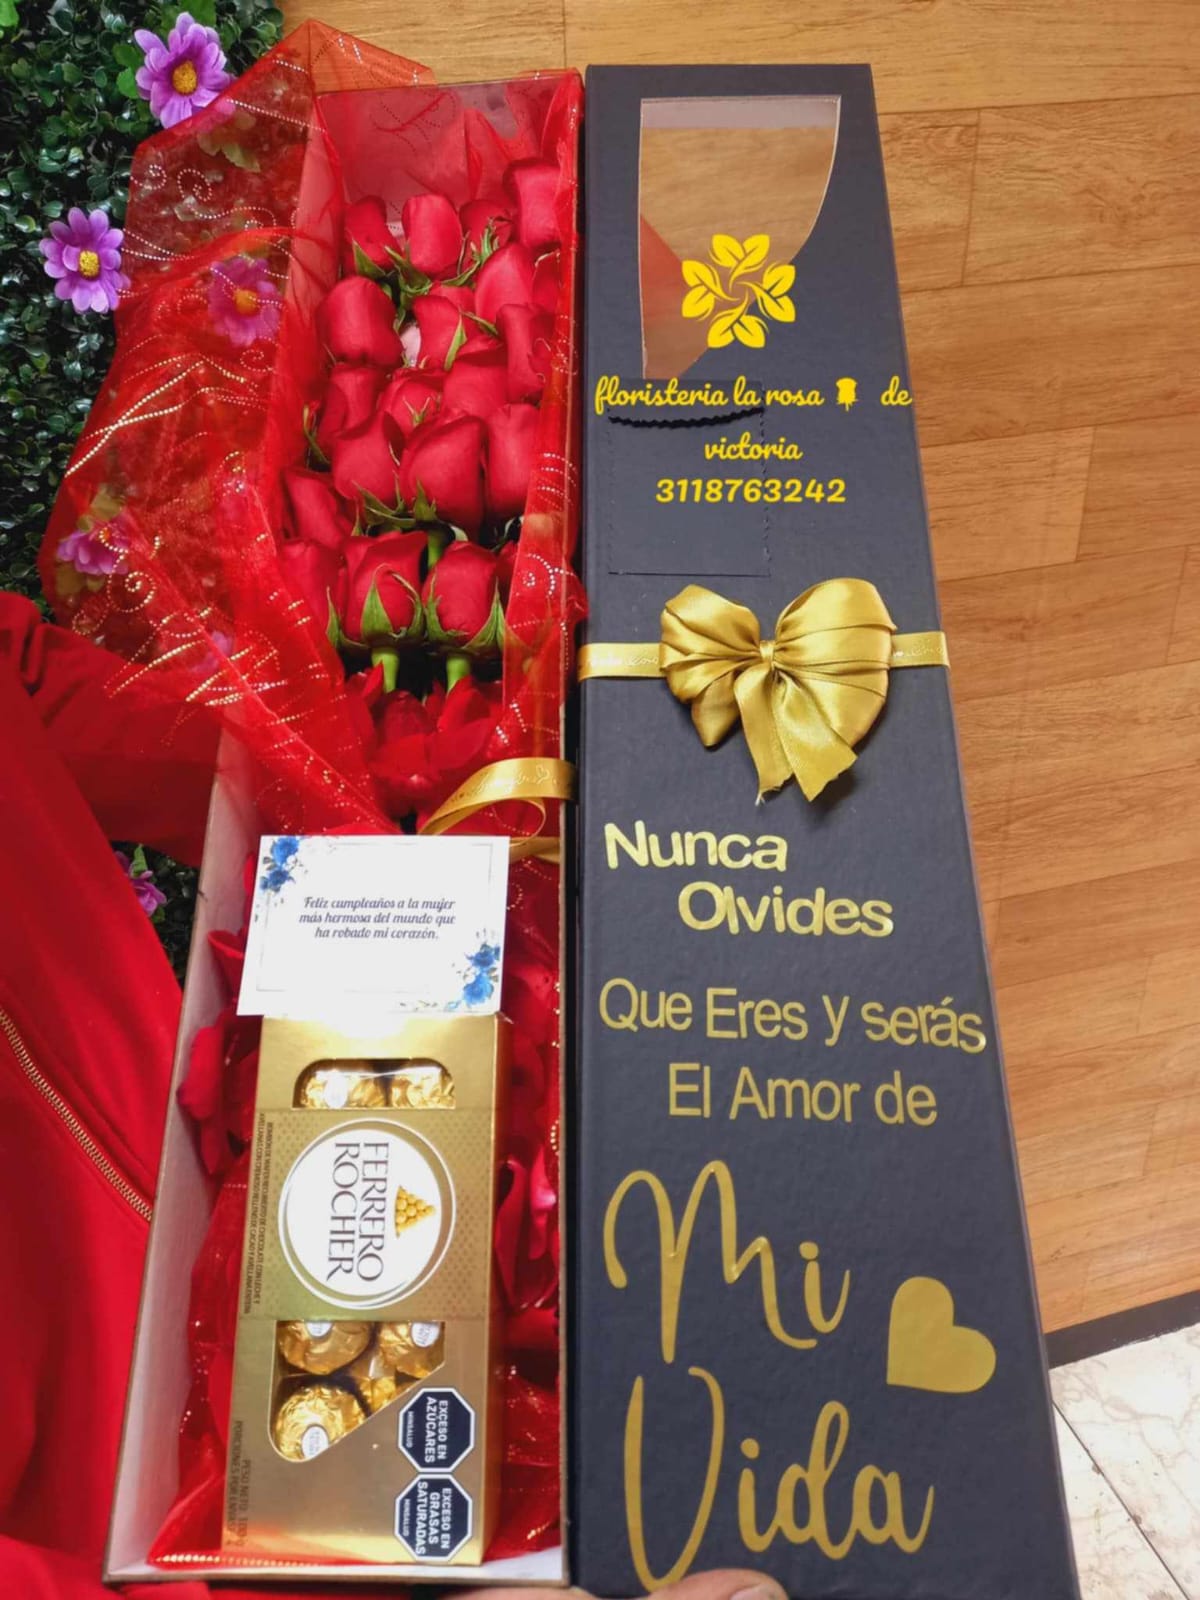 floristeria la rosa de
victoria
3118763242
Nunca
Olvides
Que Eres y serás
El Amor de
Mi
Vida
Feliz cumpleaños a la mujer
más hermosa del mundo que
ha robado mi corazón.
FERRERO
ROCHER
EXCESO EN
AZÚCARES
MINSALUD
EXCESO EN
GRASAS
SATURADAS
MINSALUD